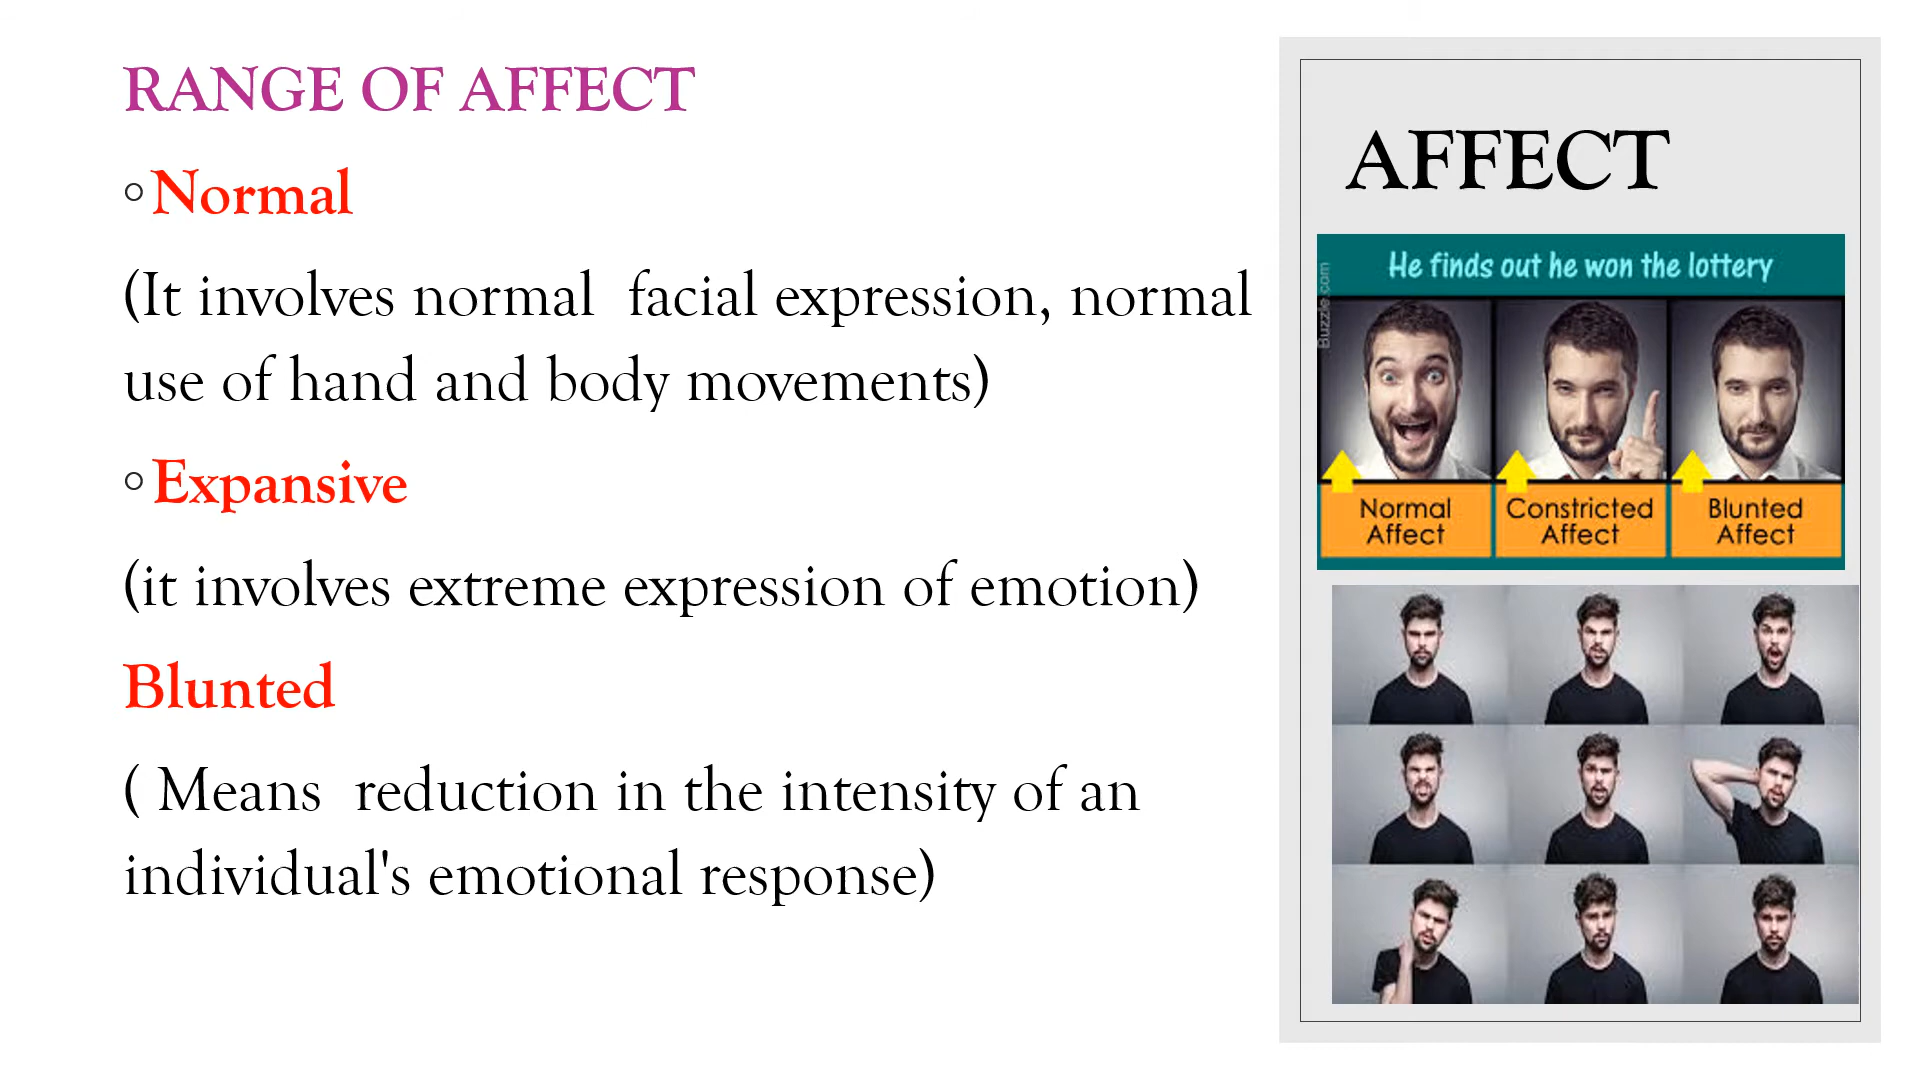 RANGE OF AFFECT
◦Normal
(It involves normal  facial expression, normal
use of hand and body movements)
◦Expansive
(it involves extreme expression of emotion)
Blunted
( Means  reduction in the intensity of an
individual's emotional response)
AFFECT
He finds out he won the lottery
Buzzle.com
Normal
Affect
Constricted
Affect
Blunted
Affect